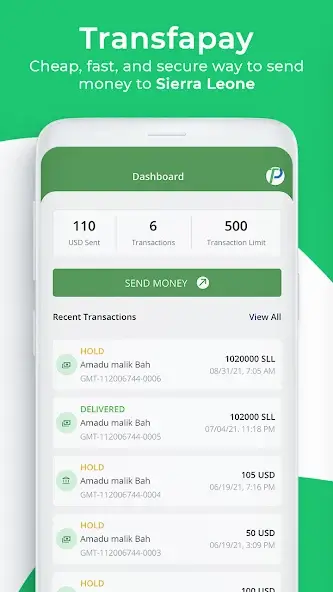 Transfapay
Cheap, fast, and secure way to send
money to Sierra Leone
Dashboard
110
6
500
USD Sent
Transactions
Transaction Limit
SEND MONEY
Recent Transactions
View All
HOLD
Amadu malik Bah
GMT-112006744-0006
1020000 SLL
08/31/21, 7:05 AM
DELIVERED
Amadu malik Bah
GMT-112006744-0005
102000 SLL
07/04/21, 11:18 PM
HOLD
Amadu malik Bah
GMT-112006744-0004
105 USD
06/19/21, 7:16 PM
HOLD
Amadu malik Bah
GMT-112006744-0003
50 USD
06/19/21, 3:09 PM
HOLD
100 USD